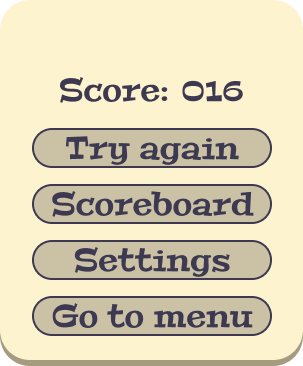 Score: 016
Try again
Scoreboard
Settings
Go to menu